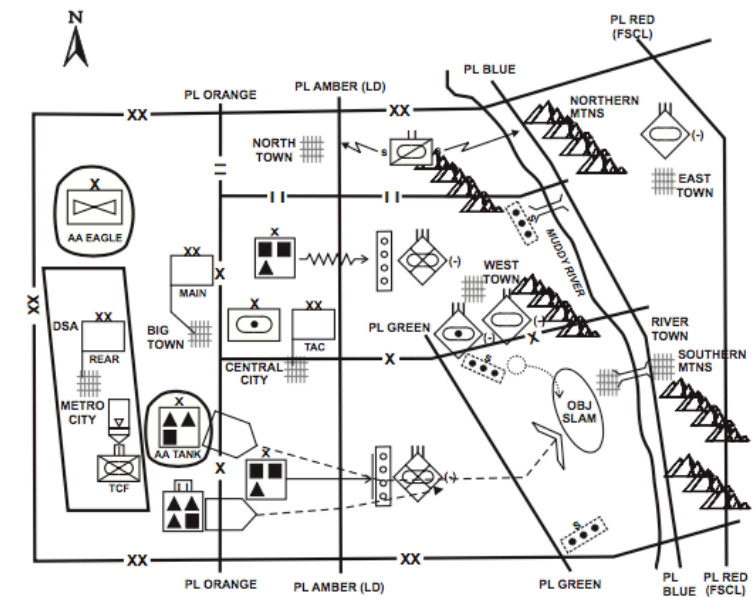 N
PL RED
(FSCL)
PL BLUE
PL AMBER (LD)
PL ORANGE
XX
XX
NORTHERN
MTNS
NORTH
TOWN
I I
s
s
I I
(-)
X
AA EAGLE
EAST
TOWN
I I
I I
S
X
XX
MAIN
X
(-)
MUDDY RIVER
WEST
TOWN
XX
DSA
XX
REAR
BIG
TOWN
X
XX
TAC
PL GREEN
(-)
(-)
X
RIVER
TOWN
X
CENTRAL
CITY
S
SOUTHERN
MTNS
METRO
CITY
OBJ
SLAM
X
AA TANK
X
X
(-)
TCF
I I
S
XX
XX
PL ORANGE
PL AMBER (LD)
PL GREEN
PL
BLUE
PL RED
(FSCL)